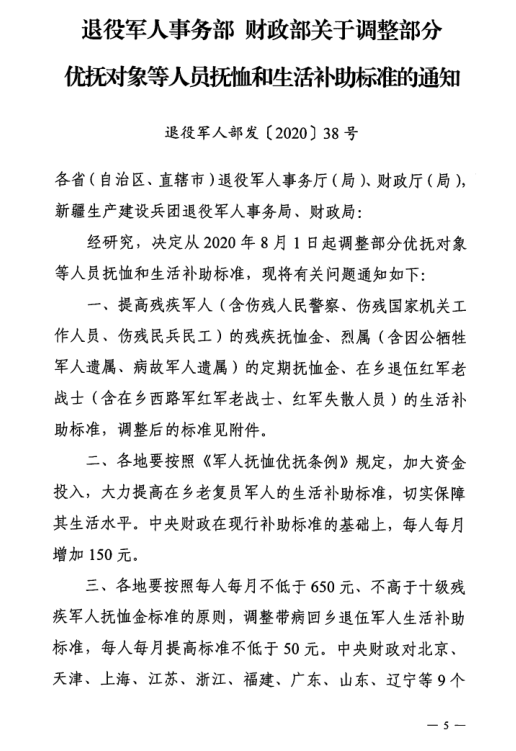 退役军人事务部 财政部关于调整部分
优抚对象等人员抚恤和生活补助标准的通知
退役军人部发〔2020〕38 号
各省（自治区、直辖市）退役军人事务厅（局）、财政厅（局），
新疆生产建设兵团退役军人事务局、财政局：
经研究，决定从 2020 年 8 月 1 日起调整部分优抚对象
等人员抚恤和生活补助标准，现将有关问题通知如下：
一、提高残疾军人（含伤残人民警察、伤残国家机关工
作人员、伤残民兵民工）的残疾抚恤金、烈属（含因公牺牲
军人遗属、病故军人遗属）的定期抚恤金、在乡退伍红军老
战士（含在乡西路军红军老战士、红军失散人员）的生活补
助标准，调整后的标准见附件。
二、各地要按照《军人抚恤优抚条例》规定，加大资金
投入，大力提高在乡老复员军人的生活补助标准，切实保障
其生活水平。中央财政在现行补助标准的基础上，每人每月
增加 150 元。
三、各地要按照每人每月不低于 650 元、不高于十级残
疾军人抚恤金标准的原则，调整带病回乡退伍军人生活补助
标准，每人每月提高标准不低于 50 元。中央财政对北京、
天津、上海、江苏、浙江、福建、广东、山东、辽宁等 9 个
— 5 —